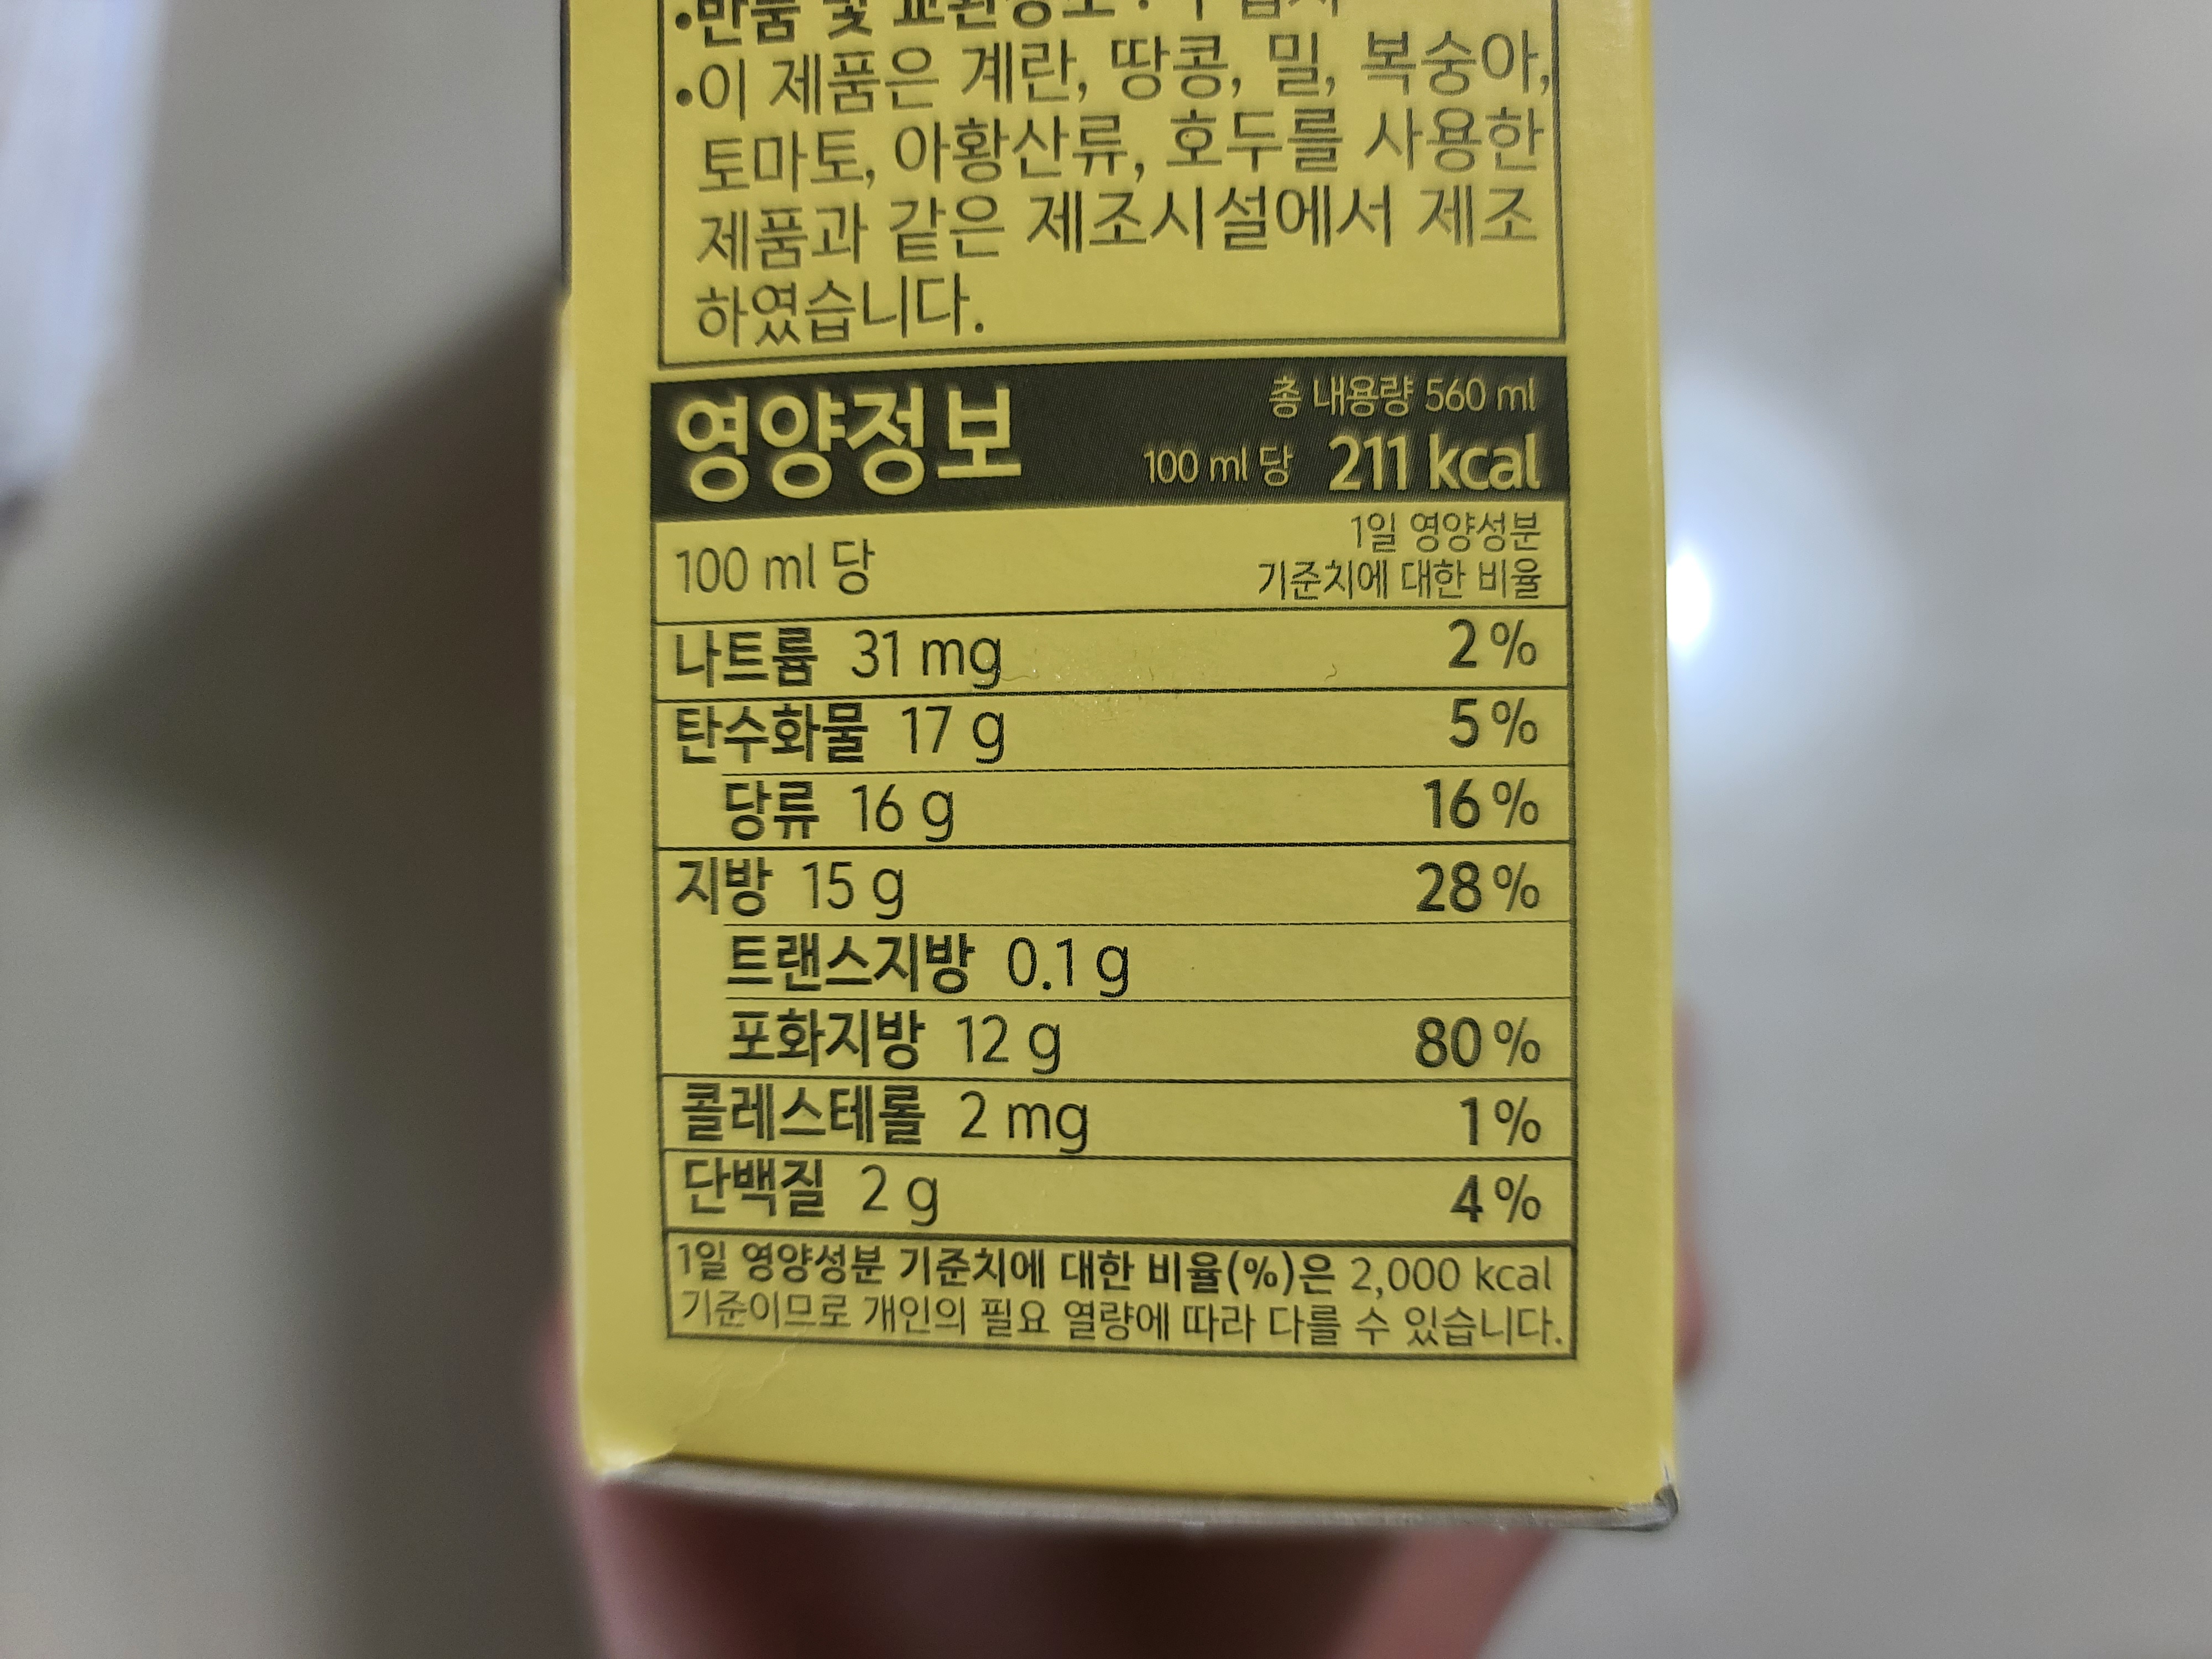 •반품 및 교환장소 :
•이 제품은 계란, 땅콩, 밀, 복숭아,
토마토, 아황산류, 호두를 사용한
제품과 같은 제조시설에서 제조
하였습니다.
영양정보
총 내용량 560 ml
100 ml 당 211 kcal
100 ml 당
1일 영양성분
기준치에 대한 비율
나트륨 31 mg 2 %
탄수화물 17 g 5 %
당류 16 g 16 %
지방 15 g 28 %
트랜스지방 0.1 g
포화지방 12 g 80 %
콜레스테롤 2 mg 1 %
단백질 2 g 4 %
1일 영양성분 기준치에 대한 비율(%)은 2,000 kcal
기준이므로 개인의 필요 열량에 따라 다를 수 있습니다.